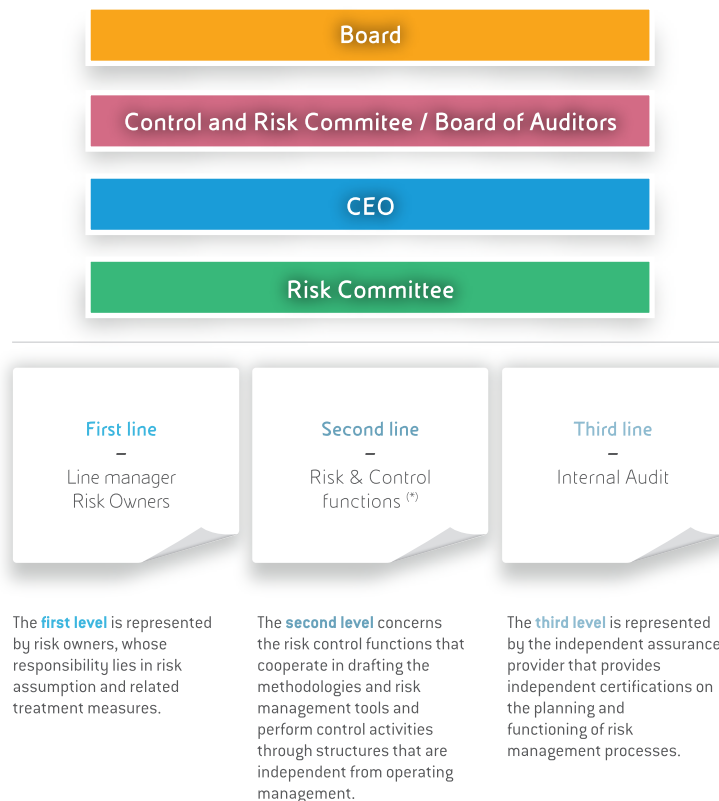 Board
Control and Risk Commitee / Board of Auditors
CEO
Risk Committee
First line
–
Line manager
Risk Owners
Second line
–
Risk & Control
functions (*)
Third line
–
Internal Audit
The first level is represented
by risk owners, whose
responsibility lies in risk
assumption and related
treatment measures.
The second level concerns
the risk control functions that
cooperate in drafting the
methodologies and risk
management tools and
perform control activities
through structures that are
independent from operating
management.
The third level is represented
by the independent assurance
provider that provides
independent certifications on
the planning and
functioning of risk
management processes.